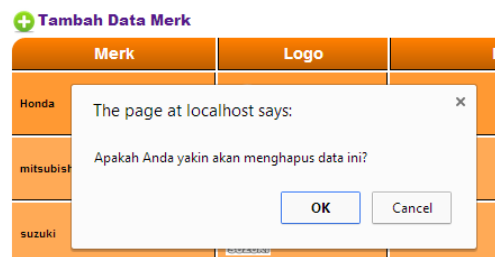 Tambah Data Merk
Merk Logo
Honda
The page at localhost says:
Apakah Anda yakin akan menghapus data ini?
OK Cancel
suzuki